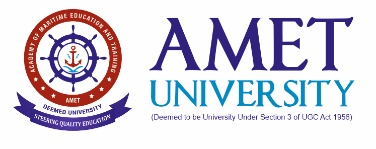 ACADEMY OF MARITIME EDUCATION AND TRAINING
AMET
DEEMED UNIVERSITY
STEERING QUALITY EDUCATION
AMET
UNIVERSITY
(Deemed to be University Under Section 3 of UGC Act 1956)